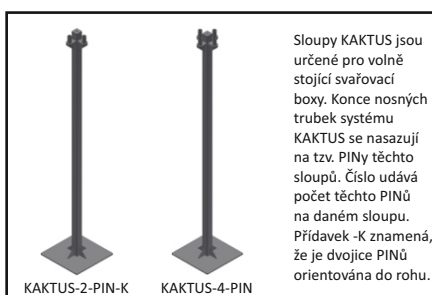 Sloupy KAKTUS jsou
určené pro volně
stojící svařovací
boxy. Konce nosných
trubek systému
KAKTUS se nasazují
na tzv. PINy těchto
sloupů. Číslo udává
počet těchto PINů
na daném sloupu.
Přídavek -K znamená,
že je dvojice PINů
orientována do rohu.
KAKTUS-2-PIN-K
KAKTUS-4-PIN